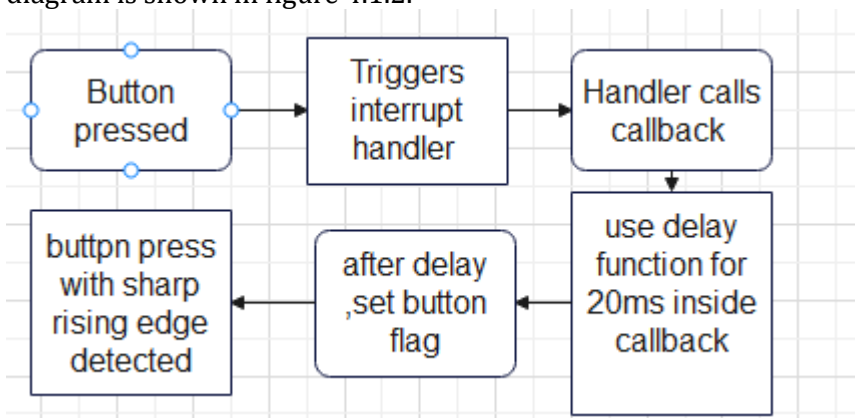 diagram is shown in figure 4.1.2.
Button
pressed
Triggers
interrupt
handler
Handler calls
callback
use delay
function for
20ms inside
callback
after delay
,set button
flag
buttpn press
with sharp
rising edge
detected